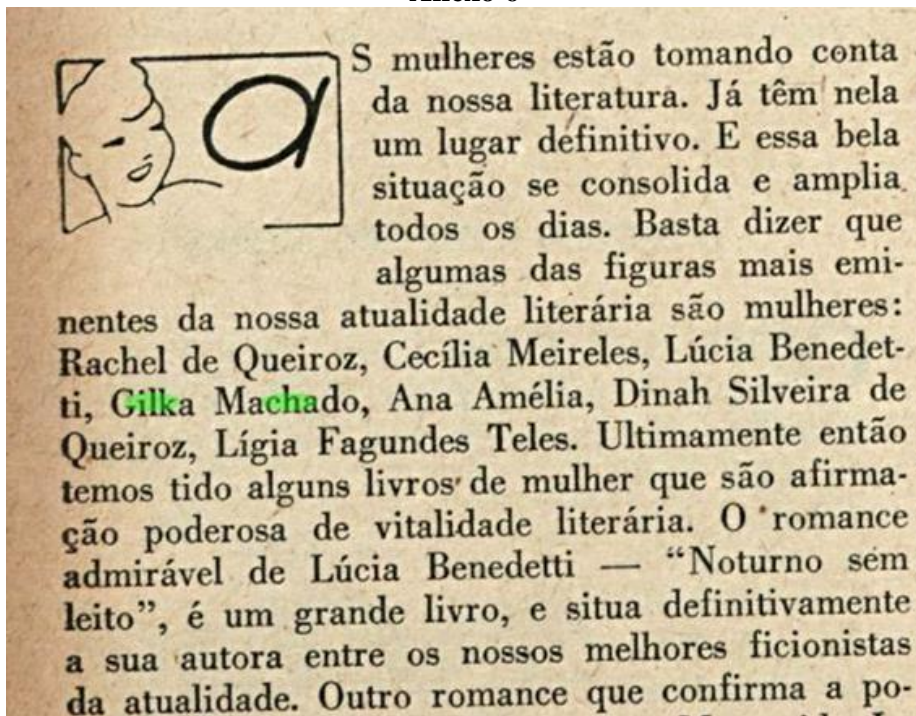 aS mulheres estão tomando conta
da nossa literatura. Já têm nela
um lugar definitivo. E essa bela
situação se consolida e amplia
todos os dias. Basta dizer que
algumas das figuras mais emi-
nentes da nossa atualidade literária são mulheres:
Rachel de Queiroz, Cecília Meireles, Lúcia Benedet-
ti, Gilka Machado, Ana Amélia, Dinah Silveira de
Queiroz, Lígia Fagundes Teles. Ultimamente então
temos tido alguns livros de mulher que são afirma-
ção poderosa de vitalidade literária. O romance
admirável de Lúcia Benedetti — “Noturno sem
leito”, é um grande livro, e situa definitivamente
a sua autora entre os nossos melhores ficionistas
da atualidade. Outro romance que confirma a po-